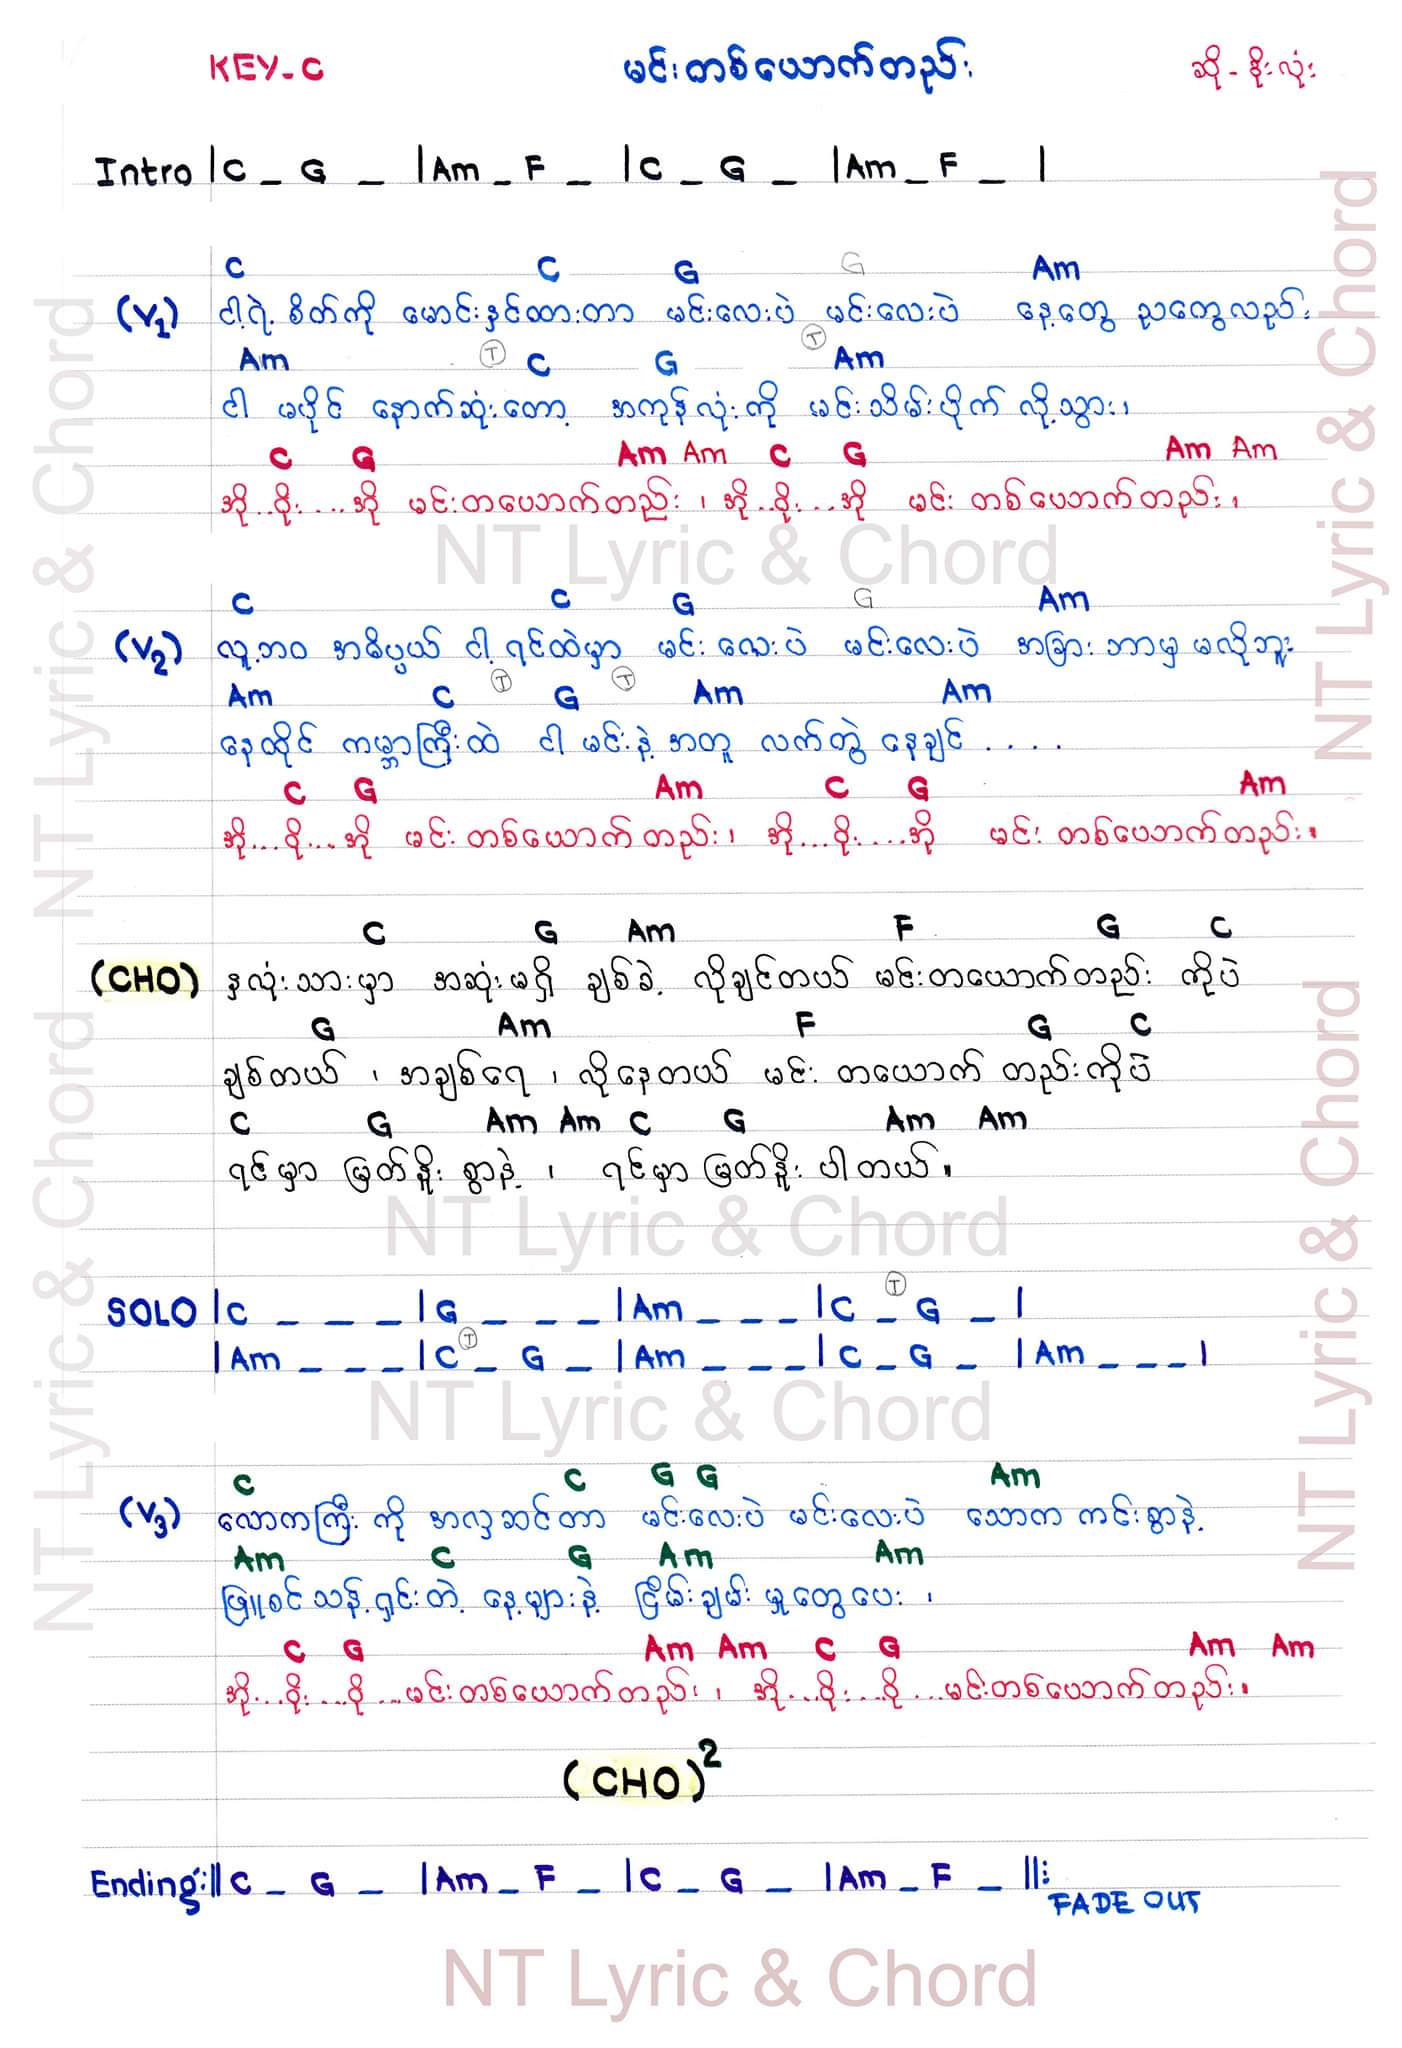 KEY-C မင်းတစ်ယောက်တည်း ဆို-စိုးလုံး
Intro |C _ G _ |Am _ F _ |C _ G _ |Am _ F _ |
C C G G Am
(V1) ငါ့ရဲ့ စိတ်ကို မောင်းနှင်ထားတာ မင်းလေးပဲ မင်းလေးပဲ နေ့တွေ ညတွေလည်း
Am T C G T Am
ငါ မပိုင် နောက်ဆုံးတော့ အကုန်လုံးကို မင်းသိမ်းပိုက် လို့သွား၊
C G Am Am C G Am Am
အို..ဝိုး....အို မင်းတယောက်တည်း၊ အို..ဝိုး...အို မင်း တစ်ယောက်တည်း၊
C C G G Am
(V2) လူ့ဘဝ အဓိပ္ပယ် ငါ့ ရင်ထဲမှာ မင်း လေးပဲ မင်းလေးပဲ အခြား ဘာမှ မလိုဘူး
Am C T G T Am Am
နေထိုင် ကမ္ဘာကြီးထဲ ငါ မင်းနဲ့ အတူ လက်တွဲ နေချင် ....
C G Am C G Am
အို...ဝို...အို မင်း တစ်ယောက်တည်း၊ အို...ဝိုး....အို မင်း တစ်ယောက်တည်း။
C G Am F G C
(CHO) နှလုံးသားမှာ အဆုံးမရှိ ချစ်ခဲ့ လိုချင်တယ် မင်းတယောက်တည်း ကိုပဲ
G Am F G C
ချစ်တယ်၊ အချစ်ရေ၊ လိုနေတယ် မင်း တယောက် တည်းကိုပဲ
C G Am Am C G Am Am
ရင်မှာ မြတ်နိုး စွာနဲ့၊ ရင်မှာ မြတ်နိုး ပါတယ်။
SOLO |C _ _ _ |G _ _ _ |Am _ _ _ |C _ T G _ |
|Am _ _ _ |C T _ G _ |Am _ _ _ |C _ G _ |Am _ _ _ |
C C G G Am
(V3) လောကကြီး ကို အလှဆင်တာ မင်းလေးပဲ မင်းလေးပဲ သောက ကင်းစွာနဲ့
Am C G Am Am
ဖြူစင်သန့်ရှင်းတဲ့ နေ့များနဲ့ ငြိမ်းချမ်း မှုတွေပေး၊
C G Am Am C G Am Am
အို...ဝိုး....ဝို...မင်းတစ်ယောက်တည်း၊ အို...ဝိုး...ဝို...မင်းတစ်ယောက်တည်း။
(CHO)2
Ending:||C _ G _ |Am _ F _ |C _ G _ |Am _ F _ ||:
FADE OUT
NT Lyric & Chord
NT Lyric & Chord
NT Lyric & Chord
NT Lyric & Chord
NT Lyric & Chord
NT Lyric & Chord
NT Lyric & Chord
NT Lyric & Chord